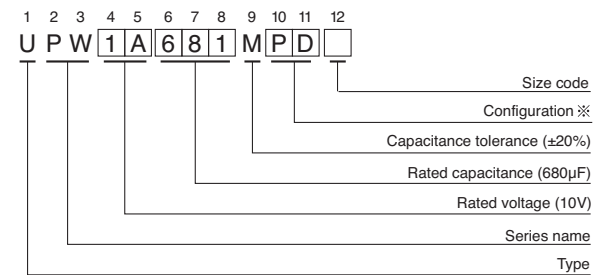 1 2 3 4 5 6 7 8 9 10 11 12
U P W 1 A 6 8 1 M P D
Size code
Configuration ※
Capacitance tolerance (±20%)
Rated capacitance (680µF)
Rated voltage (10V)
Series name
Type